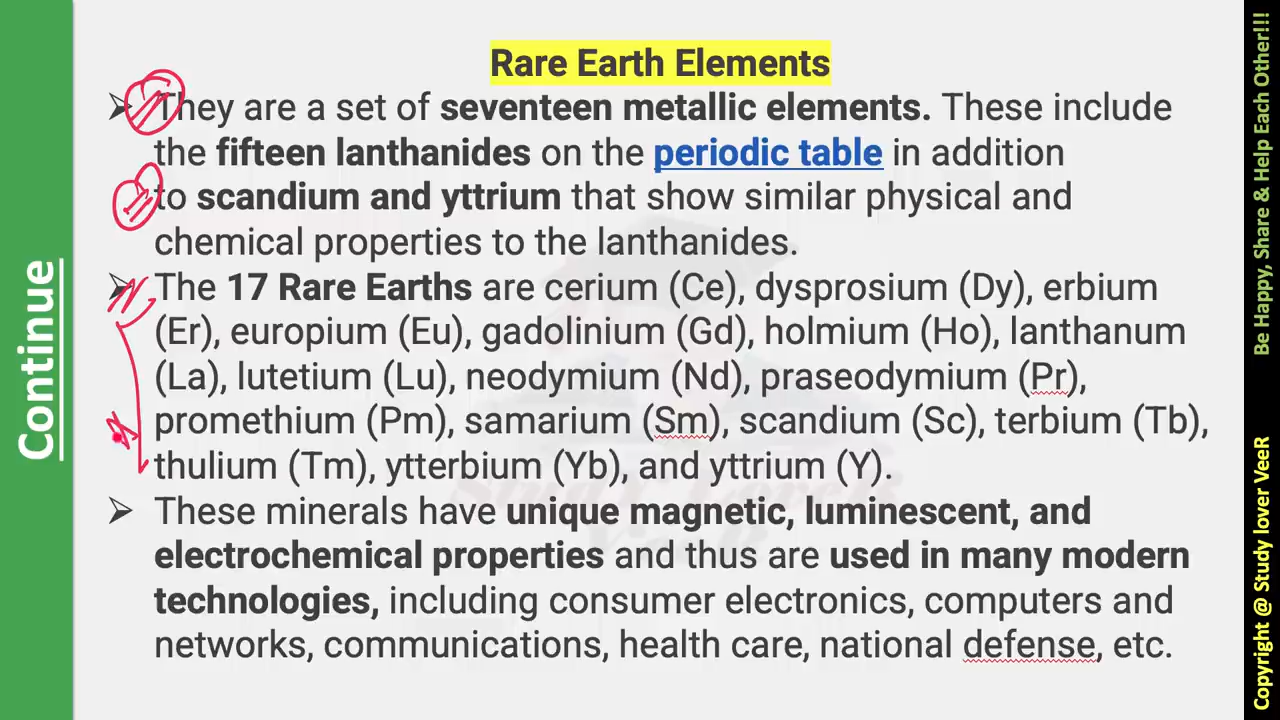 Rare Earth Elements
They are a set of seventeen metallic elements. These include
the fifteen lanthanides on the periodic table in addition
to scandium and yttrium that show similar physical and
chemical properties to the lanthanides.
The 17 Rare Earths are cerium (Ce), dysprosium (Dy), erbium
(Er), europium (Eu), gadolinium (Gd), holmium (Ho), lanthanum
(La), lutetium (Lu), neodymium (Nd), praseodymium (Pr),
promethium (Pm), samarium (Sm), scandium (Sc), terbium (Tb),
thulium (Tm), ytterbium (Yb), and yttrium (Y).
These minerals have unique magnetic, luminescent, and
electrochemical properties and thus are used in many modern
technologies, including consumer electronics, computers and
networks, communications, health care, national defense, etc.
Continue
Be Happy, Share & Help Each Other!!!
Copyright @ Study lover VeeR